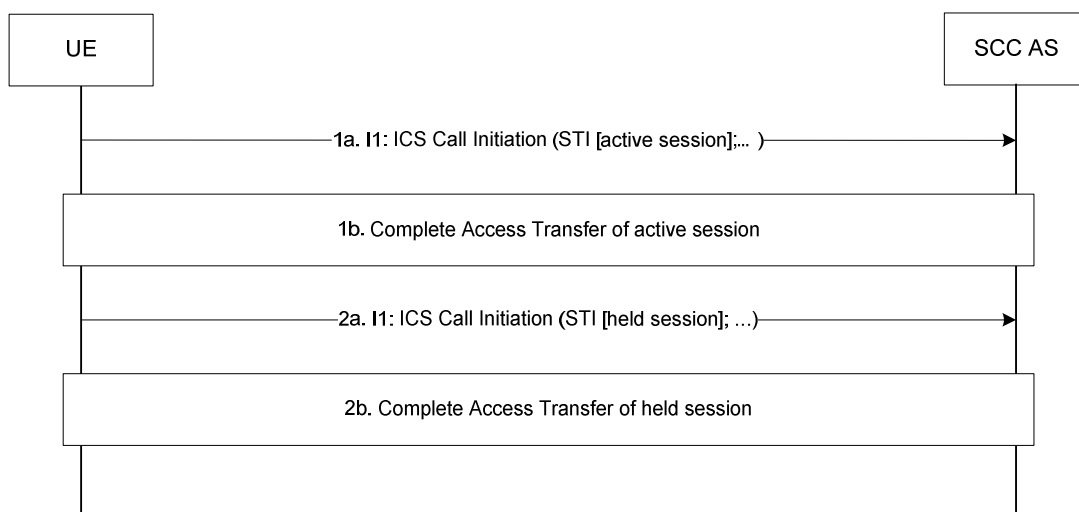 UE
SCC AS
1a. I1: ICS Call Initiation (STI [active session];... )
1b. Complete Access Transfer of active session
2a. I1: ICS Call Initiation (STI [held session]; ...)
2b. Complete Access Transfer of held session